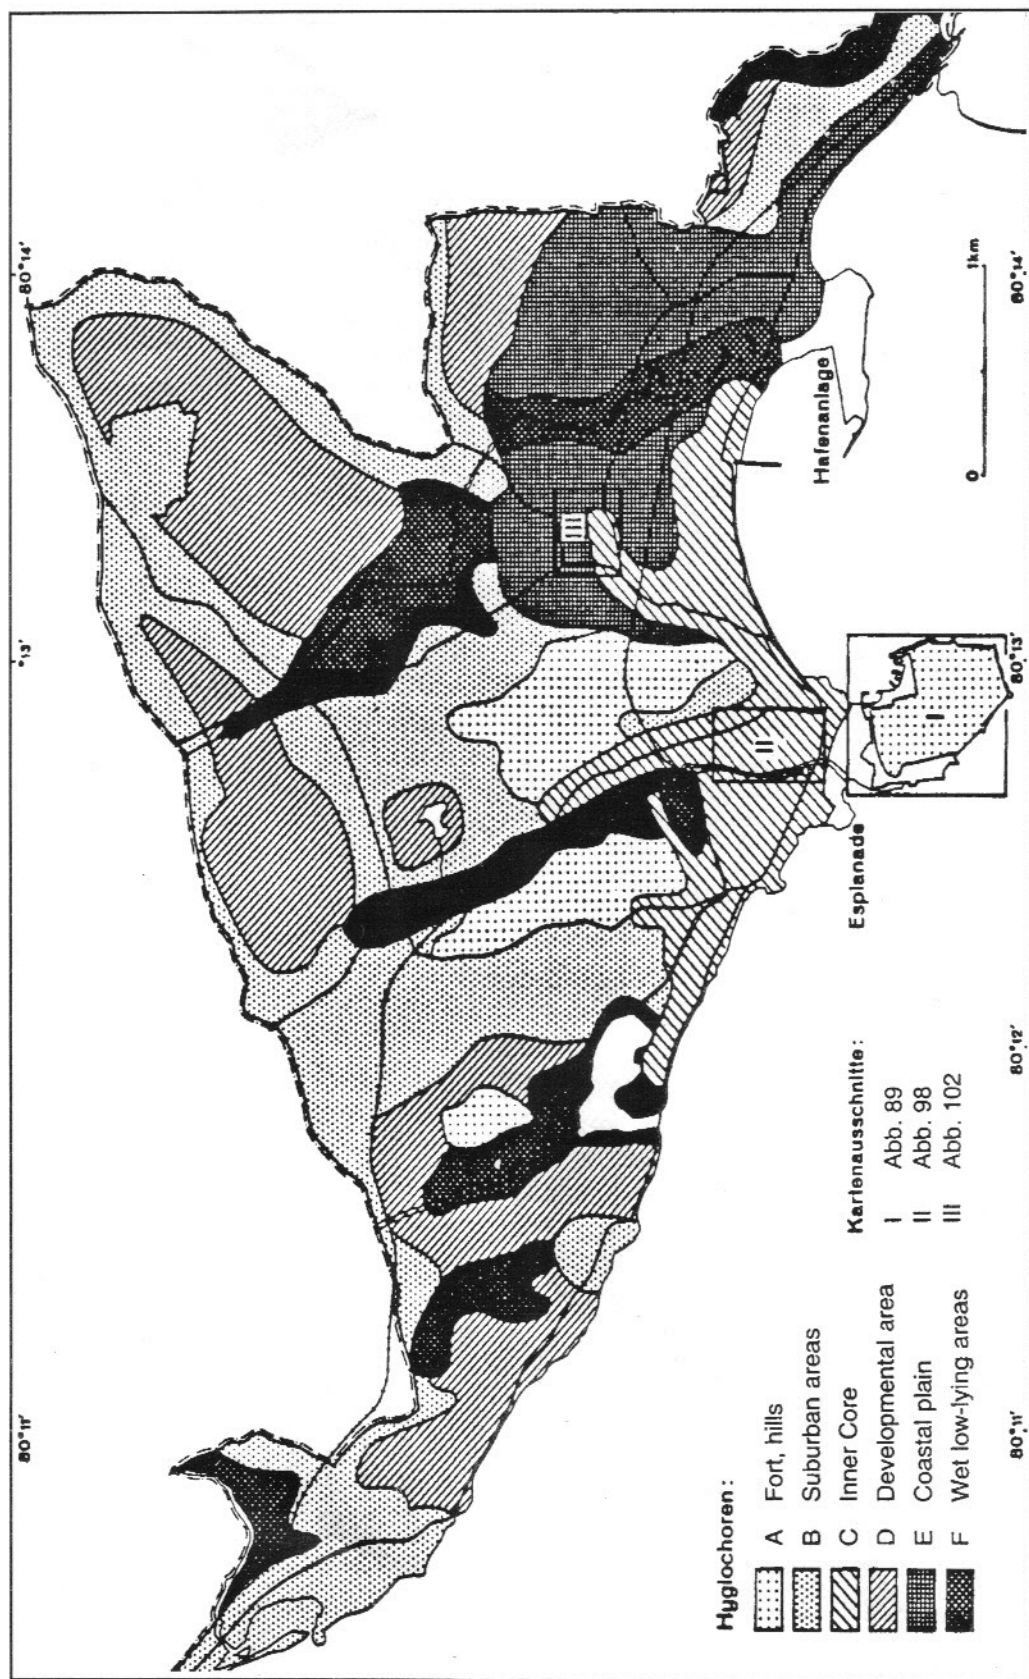 80°11'
80°14'
°13'
Hyglochoren:
A Fort, hills
B Suburban areas
C Inner Core
D Developmental area
E Coastal plain
F Wet low-lying areas
Kartenausschnitte:
I Abb. 89
II Abb. 98
III Abb. 102
Esplanade
Hafenanlage
I
II
III
0 1km
80°11'
80°12'
80°13'
80°14'